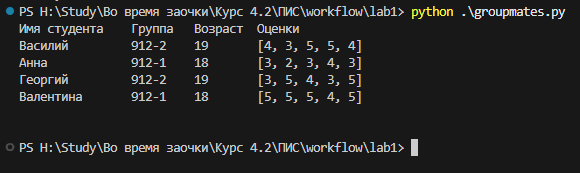 PS H:\Study\Во время заочки\Курс 4.2\ПИС\workflow\lab1> python .\groupmates.py
Имя студента Группа Возраст Оценки
Василий 912-2 19 [4, 3, 5, 5, 4]
Анна 912-1 18 [3, 2, 3, 4, 3]
Георгий 912-2 19 [3, 5, 4, 3, 5]
Валентина 912-1 18 [5, 5, 5, 4, 5]
PS H:\Study\Во время заочки\Курс 4.2\ПИС\workflow\lab1>